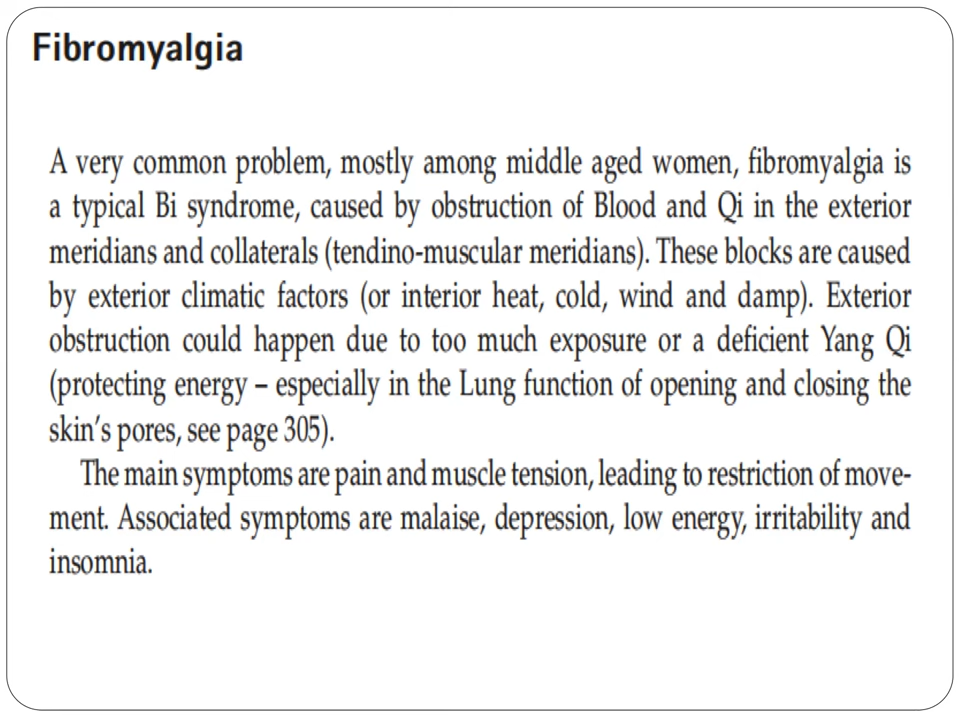 Fibromyalgia
A very common problem, mostly among middle aged women, fibromyalgia is
a typical Bi syndrome, caused by obstruction of Blood and Qi in the exterior
meridians and collaterals (tendino-muscular meridians). These blocks are caused
by exterior climatic factors (or interior heat, cold, wind and damp). Exterior
obstruction could happen due to too much exposure or a deficient Yang Qi
(protecting energy – especially in the Lung function of opening and closing the
skin's pores, see page 305).
The main symptoms are pain and muscle tension, leading to restriction of move-
ment. Associated symptoms are malaise, depression, low energy, irritability and
insomnia.